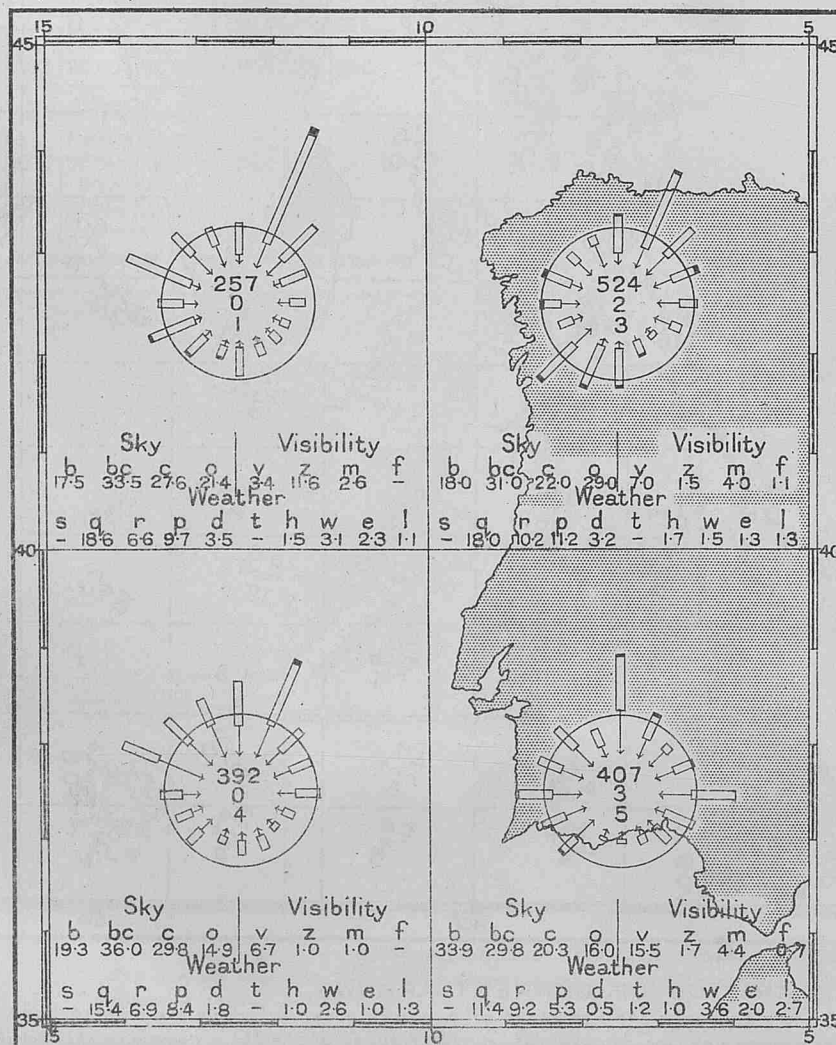 15 10 5
45 45
257
0
1
524
2
3
Sky Visibility
b bc c o v z m f
17·5 33·5 27·6 21·4 3·4 11·6 2·6 –
Weather
s q r p d t h w e l
– 18·6 6·6 9·7 3·5 – 1·5 3·1 2·3 1·1
Sky Visibility
b bc c o v z m f
18·0 31·0 22·0 29·0 7·0 1·5 4·0 1·1
Weather
s q r p d t h w e l
– 18·0 10·2 11·2 3·2 – 1·7 1·5 1·3 1·3
40 40
392
0
4
407
3
5
Sky Visibility
b bc c o v z m f
19·3 36·0 29·8 14·9 6·7 1·0 1·0 –
Weather
s q r p d t h w e l
– 15·4 6·9 8·4 1·8 – 1·0 2·6 1·0 1·3
Sky Visibility
b bc c o v z m f
33·9 29·8 20·3 16·0 15·5 1·7 4·4 0·7
Weather
s q r p d t h w e l
– 11·4 9·2 5·3 0·5 1·2 1·0 3·6 2·0 2·7
35 35
15 10 5